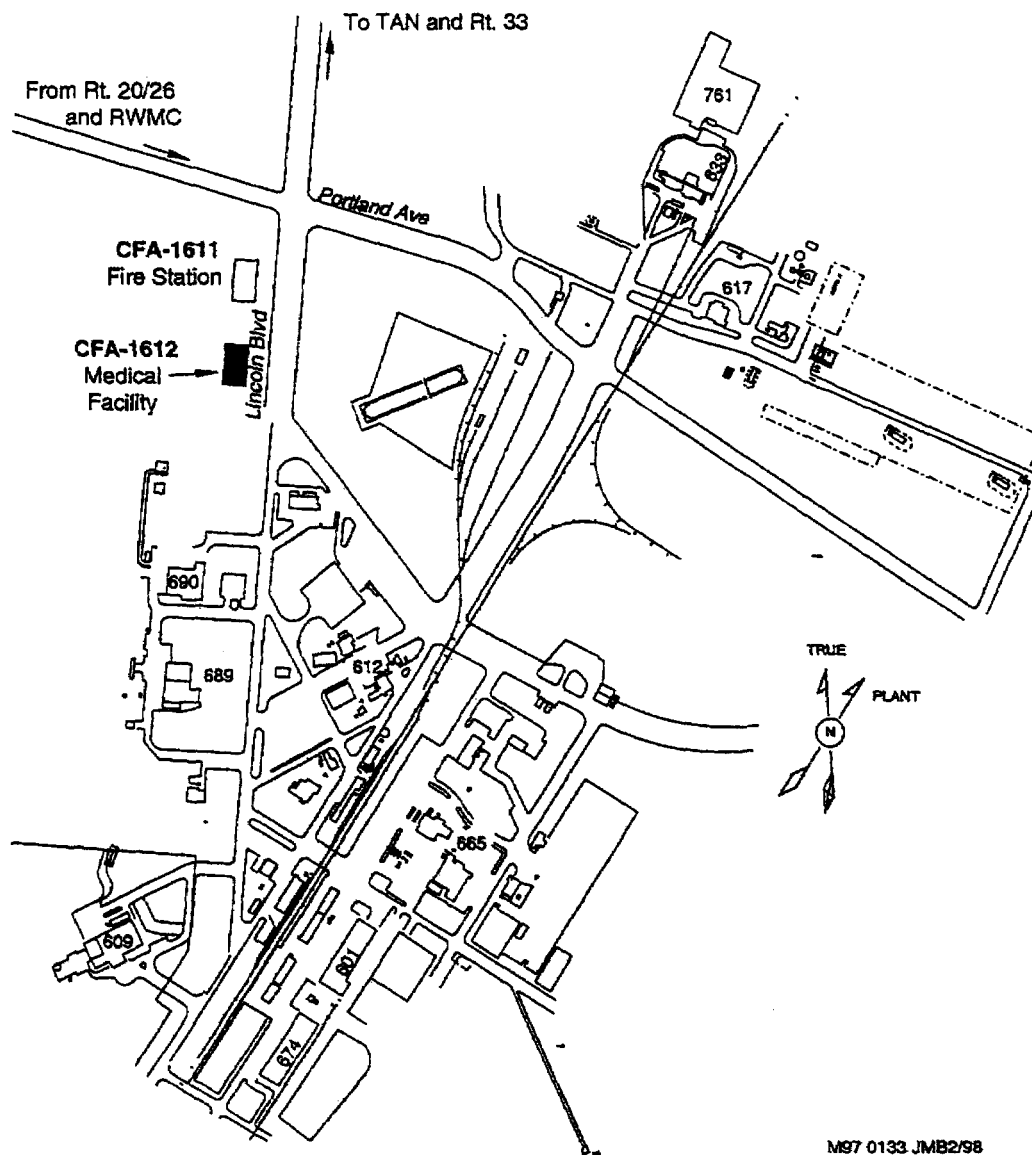 To TAN and Rt. 33
From Rt. 20/26
and RWMC
761
833
Portland Ave
CFA-1611
Fire Station
617
CFA-1612
Medical
Facility
Lincoln Blvd
690
689
612
TRUE
PLANT
N
665
609
601
674
M97 0133 JMB2/98